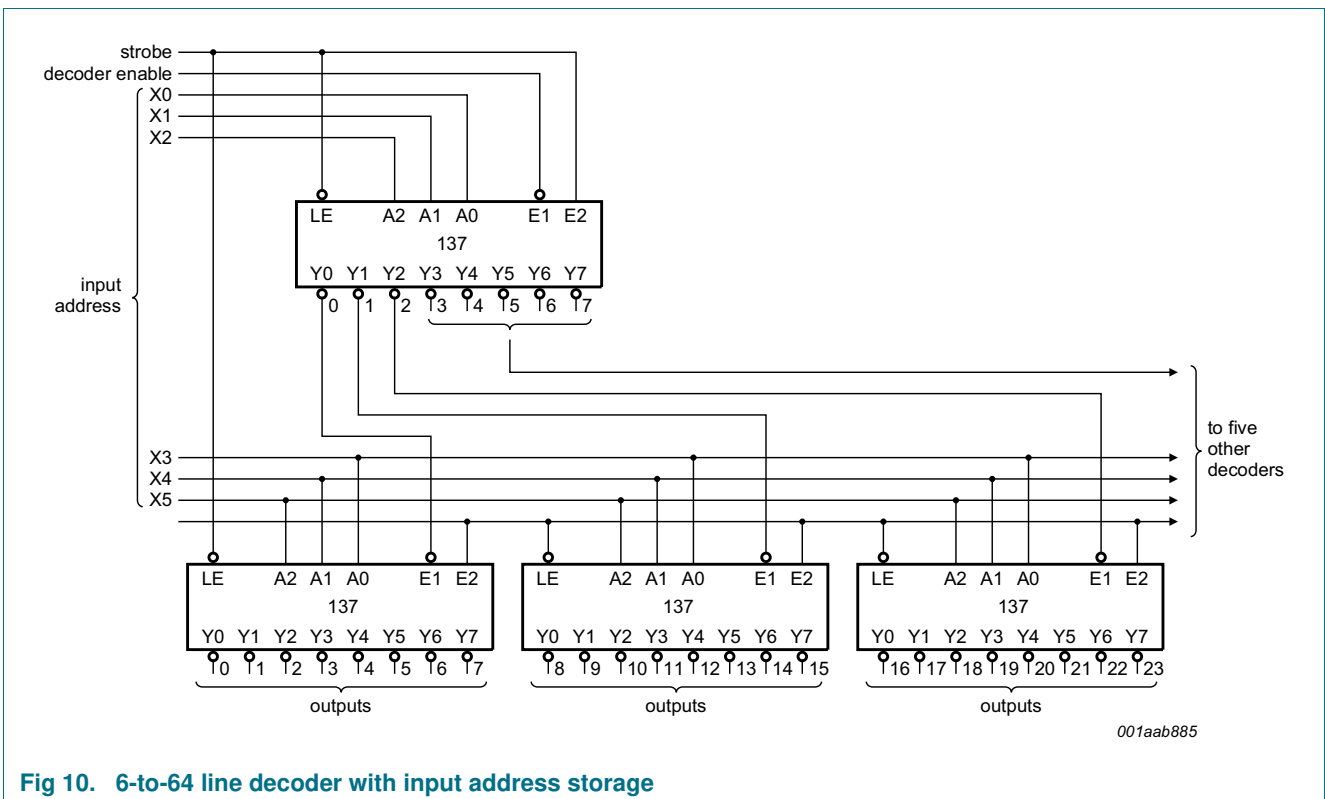 strobe
decoder enable
X0
X1
X2
LE A2 A1 A0 E1 E2
137
Y0 Y1 Y2 Y3 Y4 Y5 Y6 Y7
0 1 2 3 4 5 6 7
input
address
to five
other
decoders
X3
X4
X5
LE A2 A1 A0 E1 E2
137
Y0 Y1 Y2 Y3 Y4 Y5 Y6 Y7
0 1 2 3 4 5 6 7
outputs
LE A2 A1 A0 E1 E2
137
Y0 Y1 Y2 Y3 Y4 Y5 Y6 Y7
8 9 10 11 12 13 14 15
outputs
LE A2 A1 A0 E1 E2
137
Y0 Y1 Y2 Y3 Y4 Y5 Y6 Y7
16 17 18 19 20 21 22 23
outputs
001aab885
Fig 10. 6-to-64 line decoder with input address storage